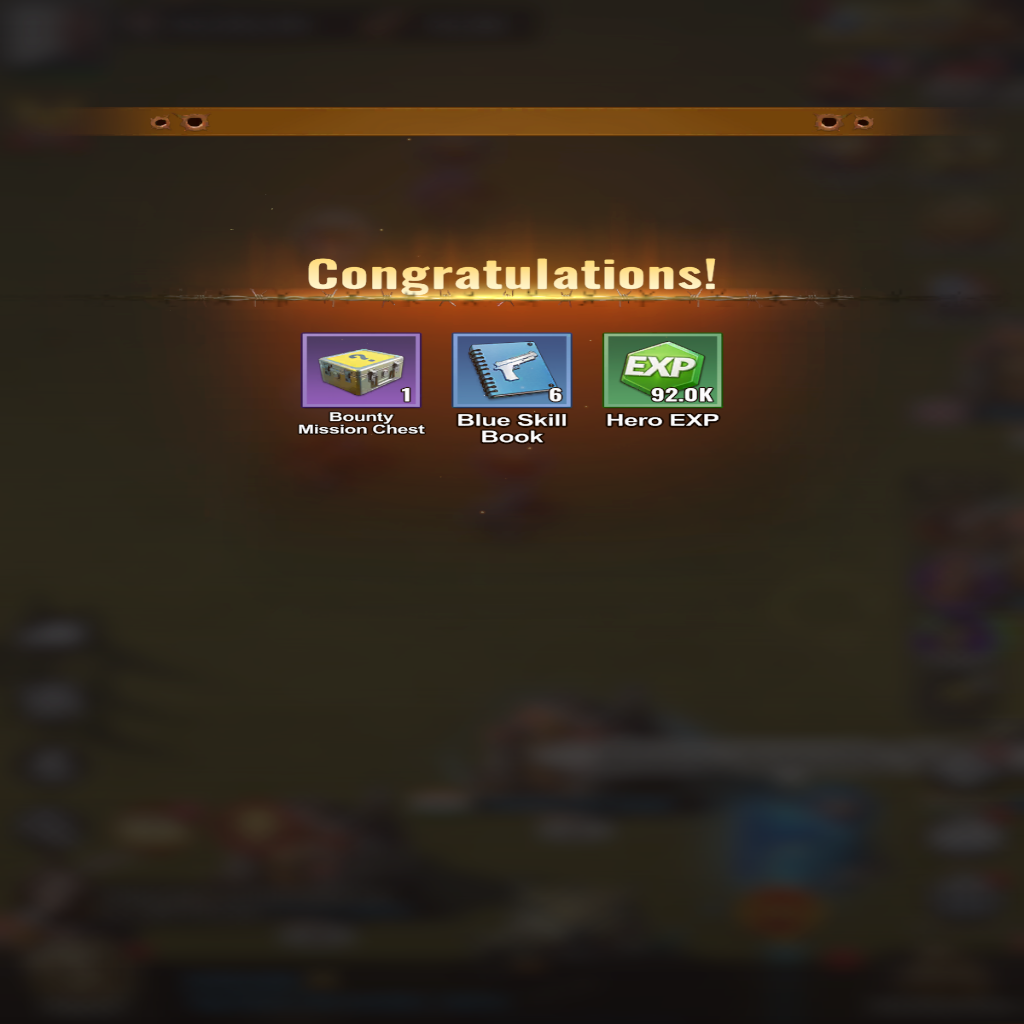 Congratulations!
?
1
6
EXP
92.0K
Bounty
Mission Chest
Blue Skill
Book
Hero EXP